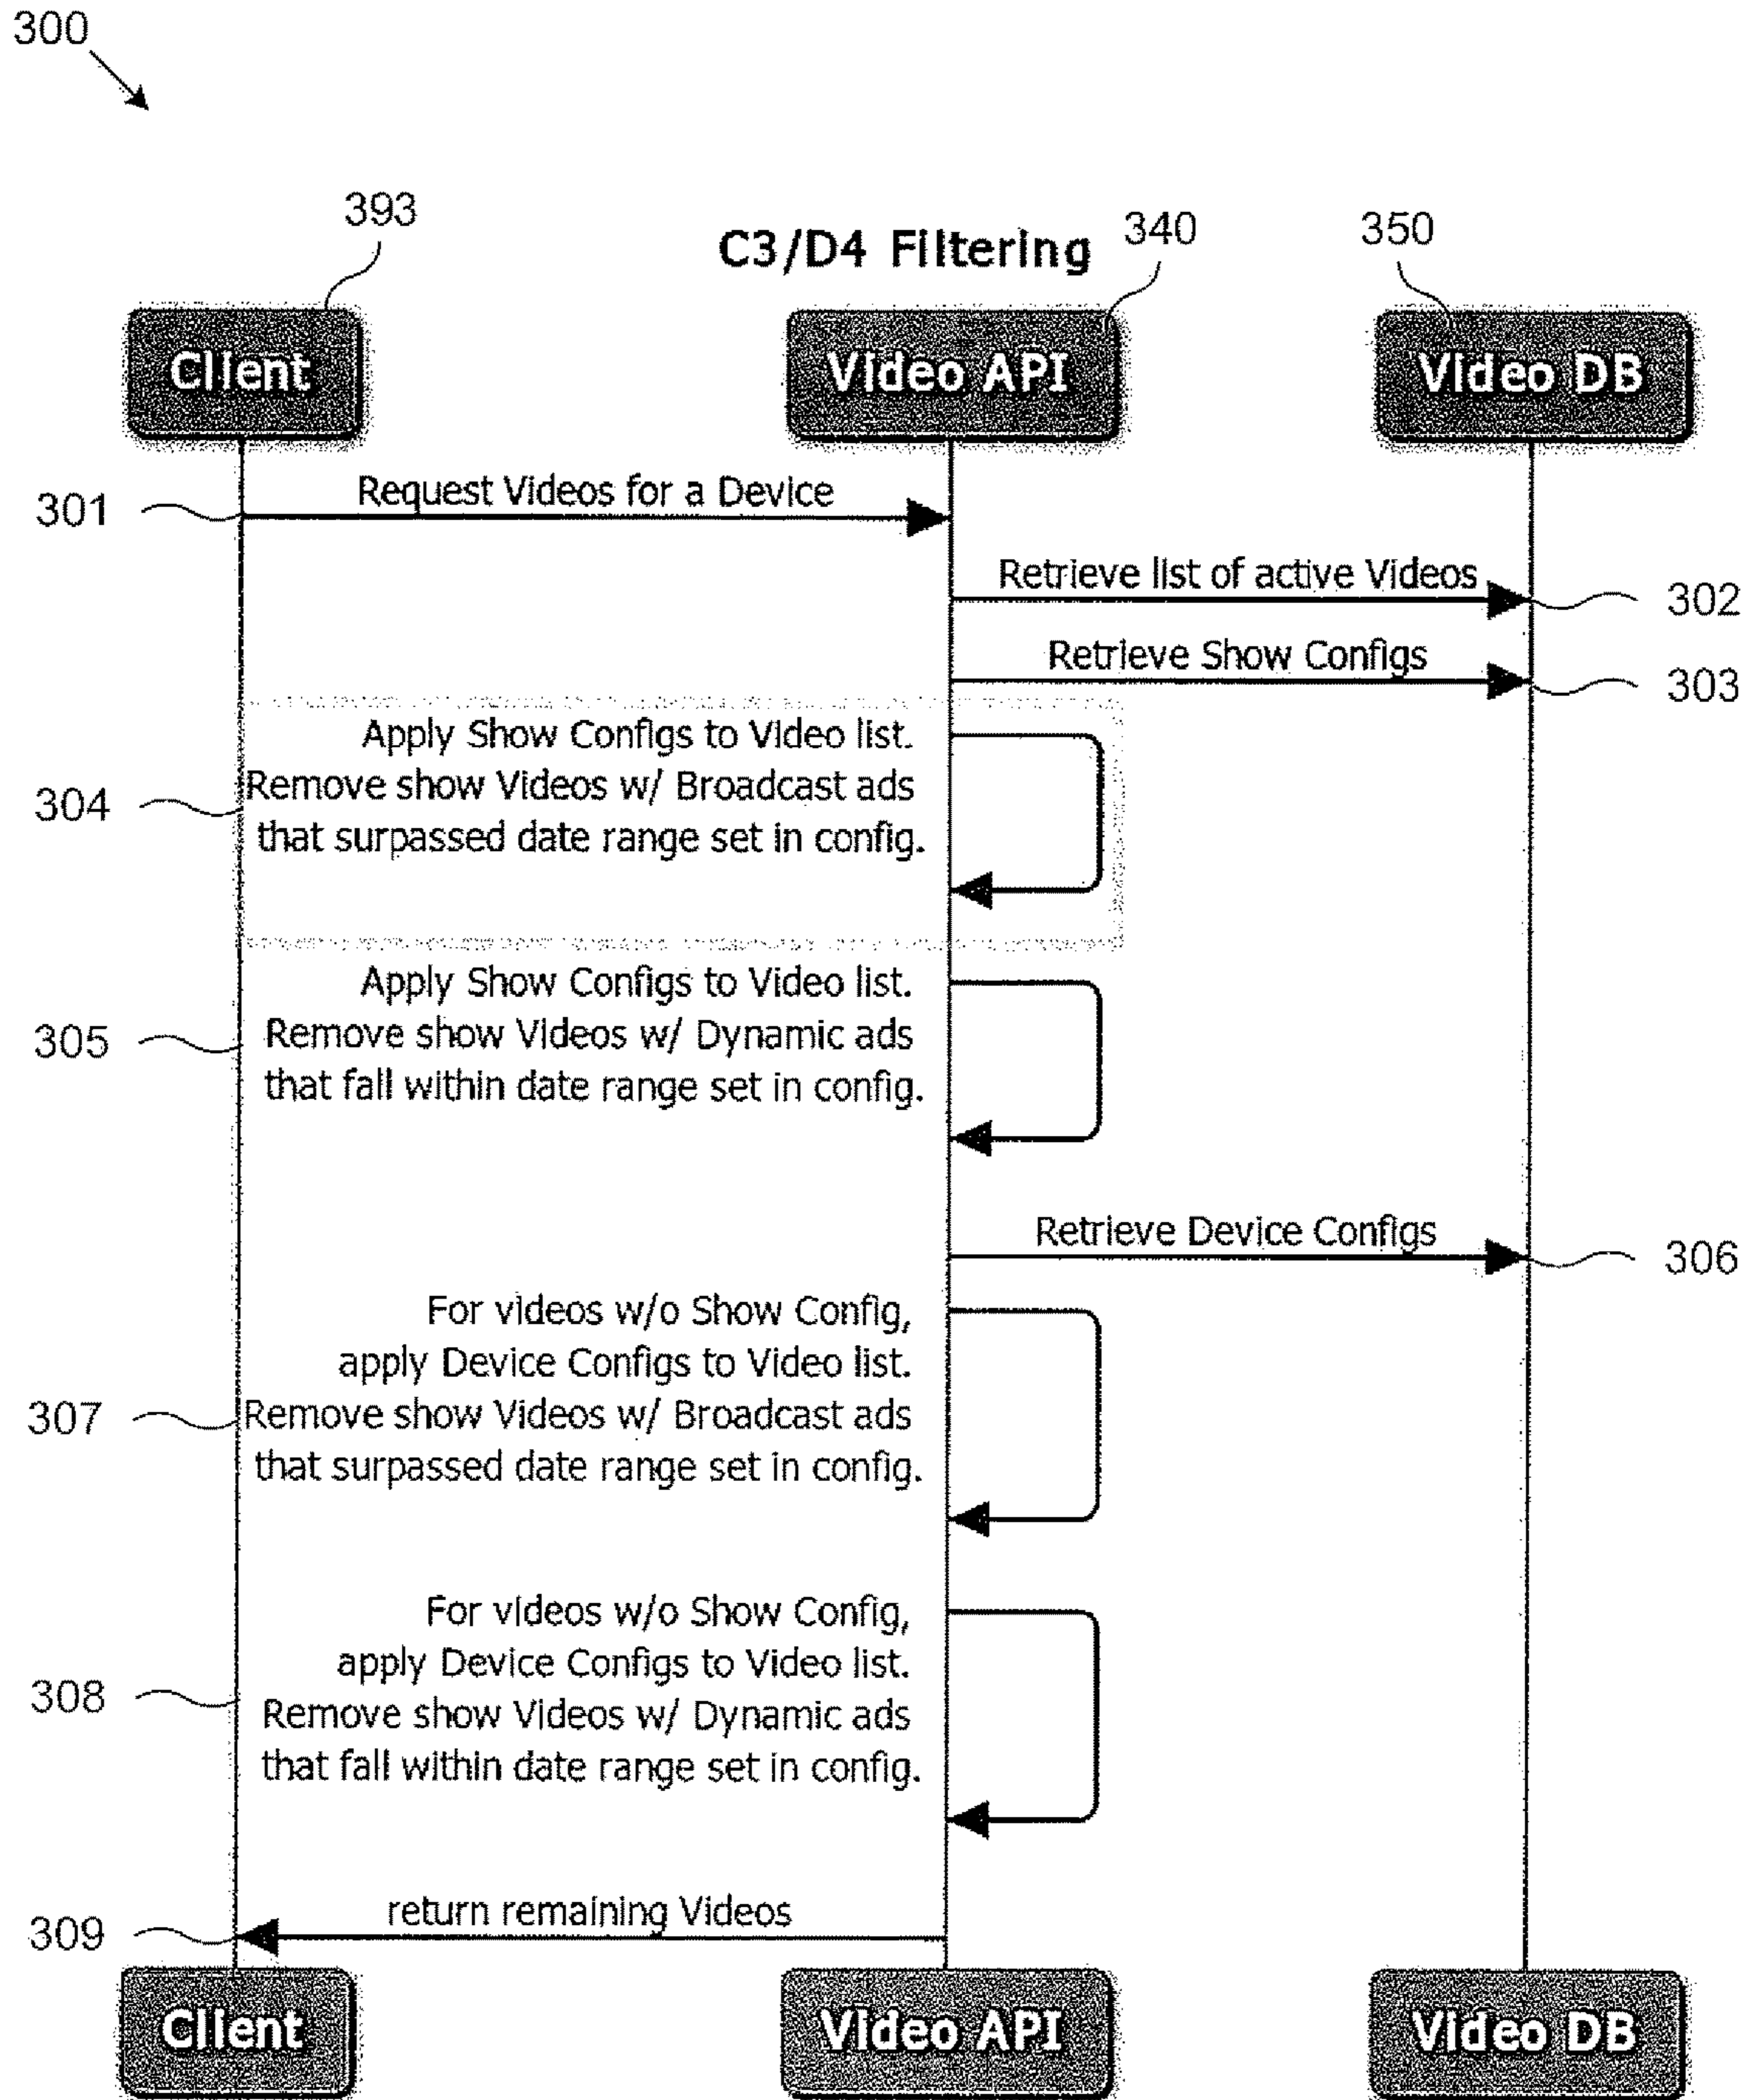 300
393
C3/D4 Filtering
340
350
Client
Video API
Video DB
301
Request Videos for a Device
Retrieve list of active Videos
302
Retrieve Show Configs
303
304
Apply Show Configs to Video list.
Remove show Videos w/ Broadcast ads
that surpassed date range set in config.
305
Apply Show Configs to Video list.
Remove show Videos w/ Dynamic ads
that fall within date range set in config.
Retrieve Device Configs
306
307
For videos w/o Show Config,
apply Device Configs to Video list.
Remove show Videos w/ Broadcast ads
that surpassed date range set in config.
308
For videos w/o Show Config,
apply Device Configs to Video list.
Remove show Videos w/ Dynamic ads
that fall within date range set in config.
309
return remaining Videos
Client
Video API
Video DB